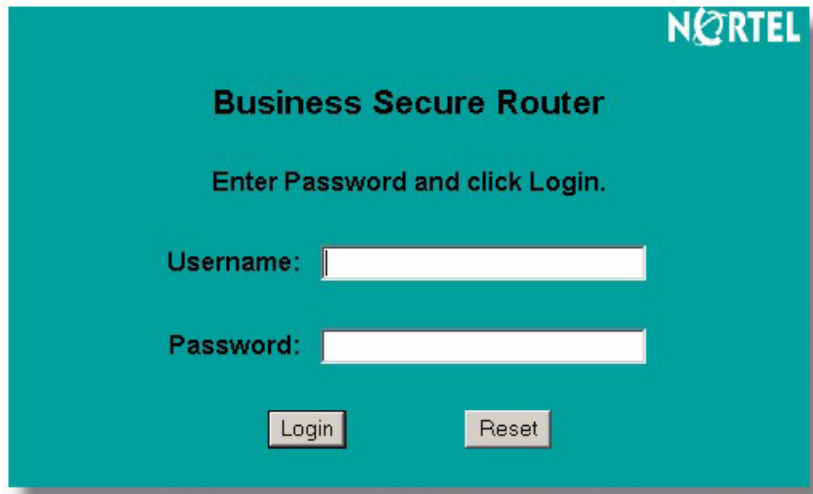 NORTEL
Business Secure Router
Enter Password and click Login.
Username:
Password:
Login Reset